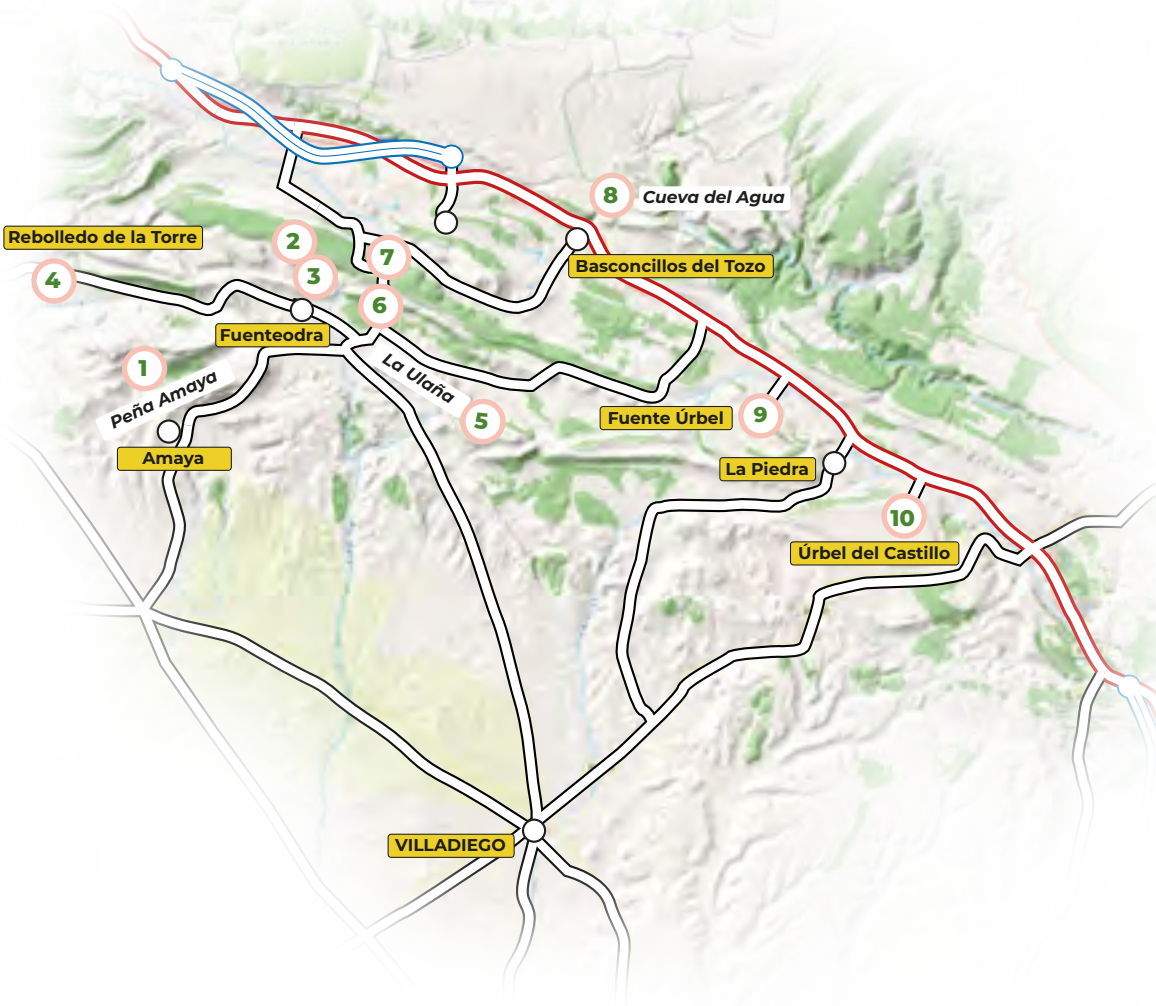 8
Cueva del Agua
Rebolledo de la Torre
2
7
Basconcillos del Tozo
4
3
6
Fuenteodra
1
Peña Amaya
La Ulaña
5
Fuente Úrbel
9
Amaya
La Piedra
10
Úrbel del Castillo
VILLADIEGO